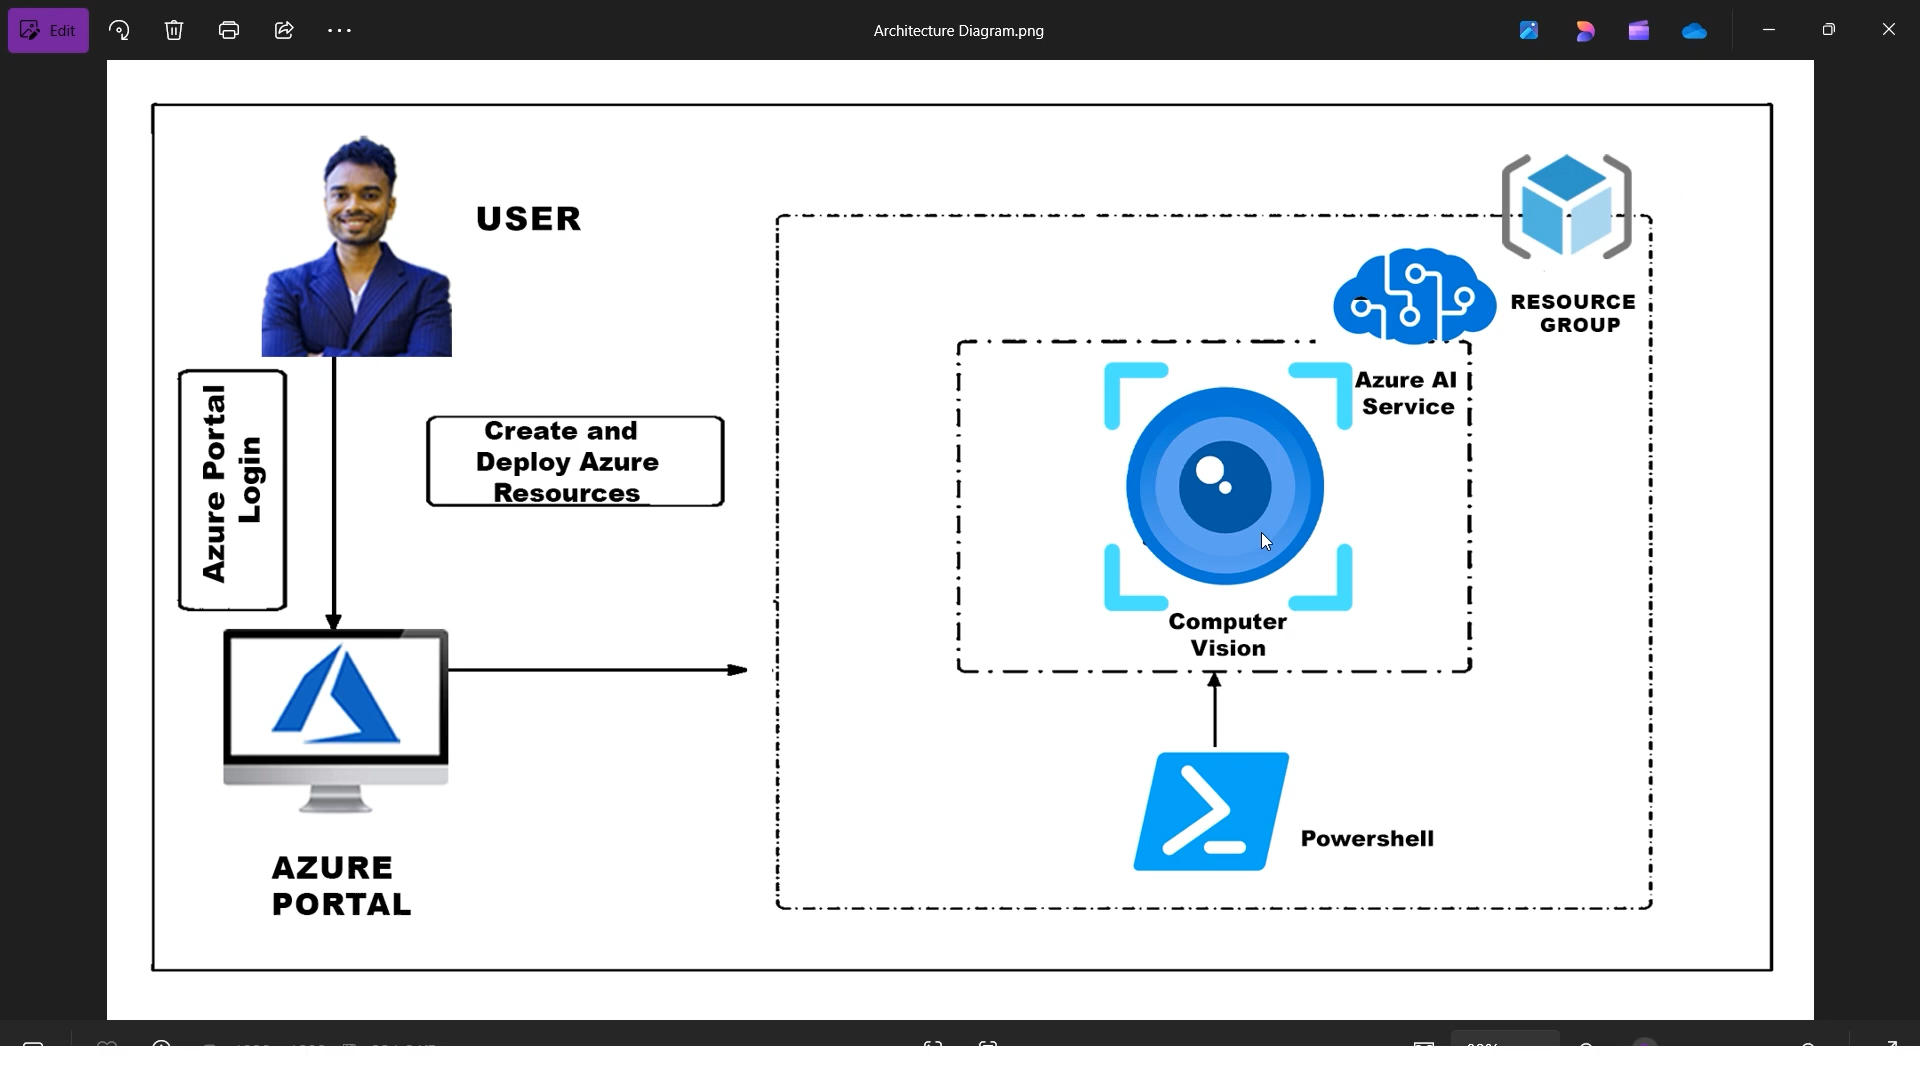 Edit
Architecture Diagram.png
USER
RESOURCE
GROUP
Azure AI
Service
Azure Portal
Login
Create and
Deploy Azure
Resources
Computer
Vision
Powershell
AZURE
PORTAL